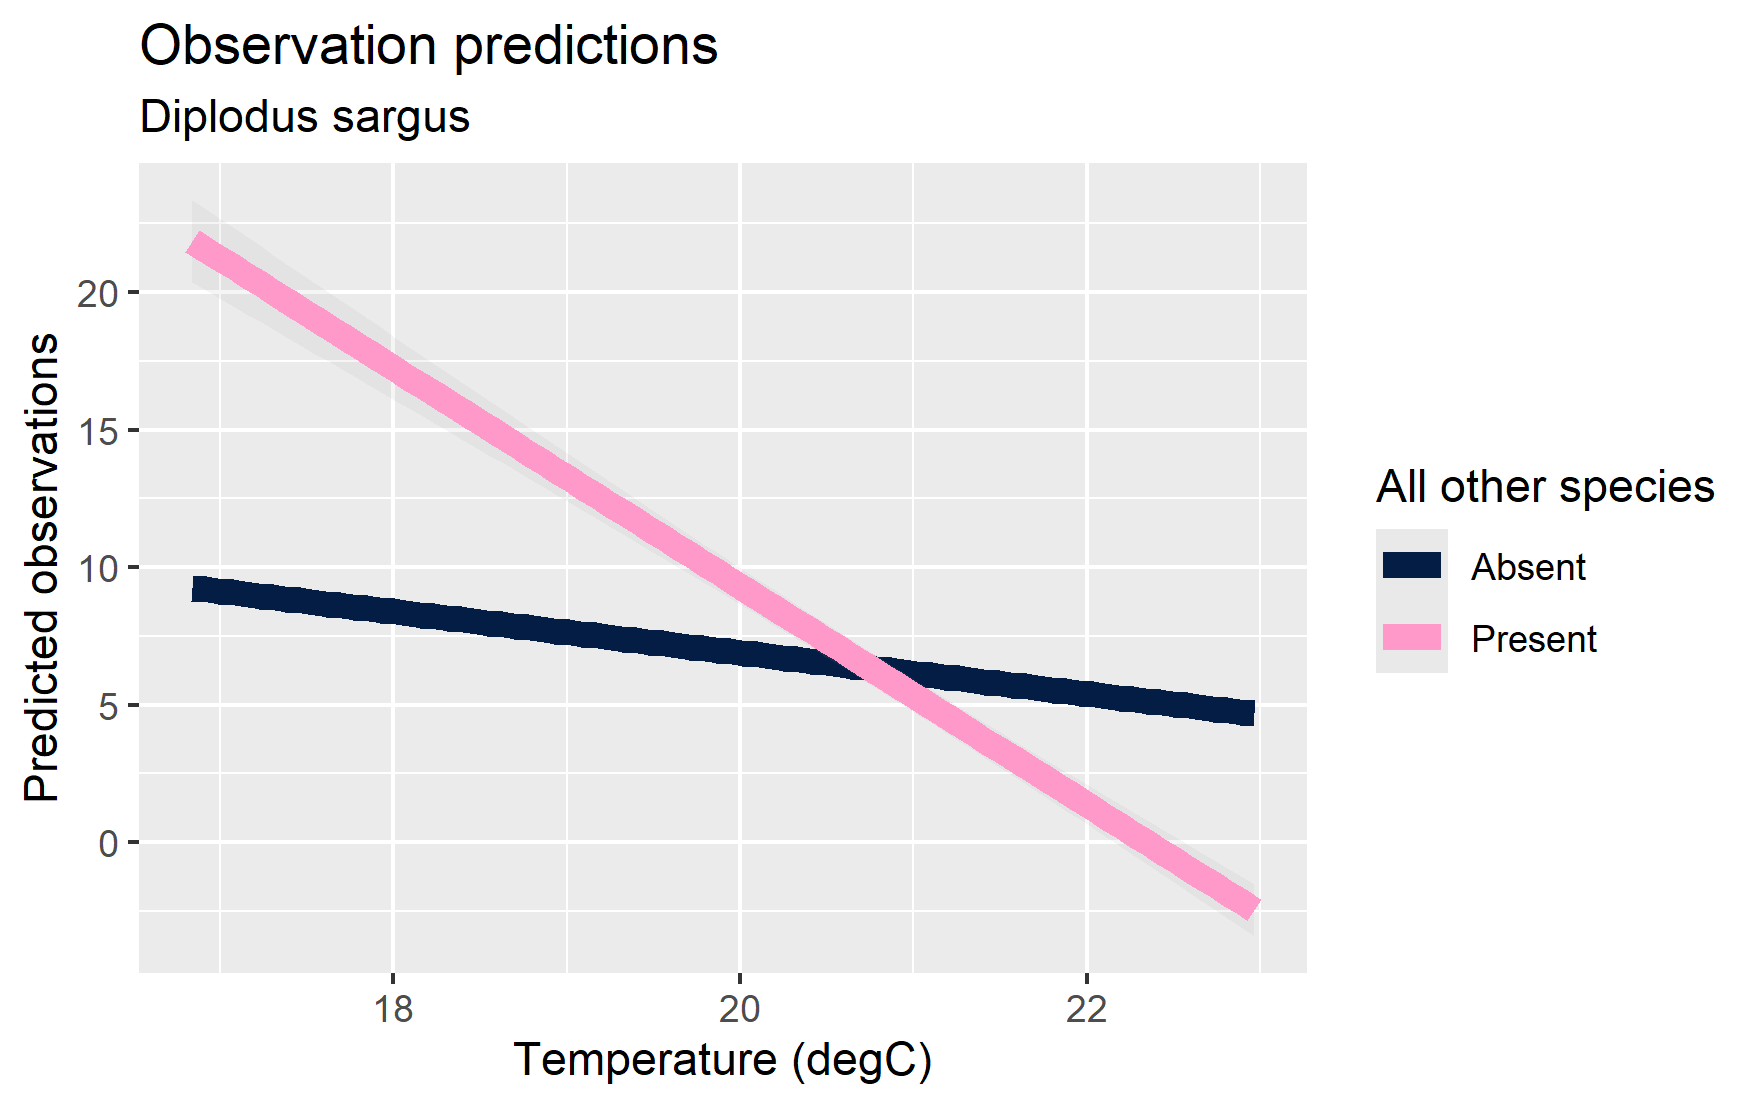 Observation predictions
Diplodus sargus
Predicted observations
20
15
10
5
0
18 20 22
Temperature (degC)
All other species
Absent
Present